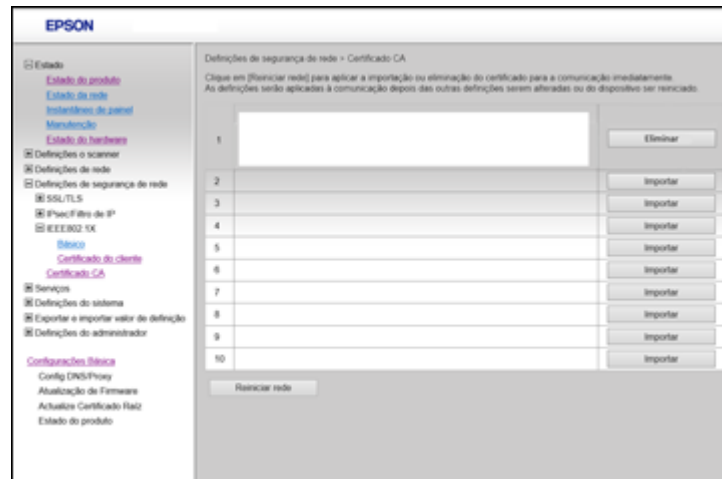 EPSON
Estado
Estado do produto
Estado da rede
Instantâneo de painel
Manutenção
Estado do hardware
Definições o scanner
Definições de rede
Definições de segurança de rede
SSL/TLS
IPsec/Filtro de IP
IEEE802.1X
Básico
Certificado do cliente
Certificado CA
Serviços
Definições do sistema
Exportar e importar valor de definição
Definições do administrador
Configurações Básica
Config DNS/Proxy
Atualização de Firmware
Actualize Certificado Raíz
Estado do produto
Definições de segurança de rede > Certificado CA
Clique em [Reiniciar rede] para aplicar a importação ou eliminação do certificado para a comunicação imediatamente.
As definições serão aplicadas à comunicação depois das outras definições serem alteradas ou do dispositivo ser reiniciado.
1 Eliminar
2 Importar
3 Importar
4 Importar
5 Importar
6 Importar
7 Importar
8 Importar
9 Importar
10 Importar
Reiniciar rede